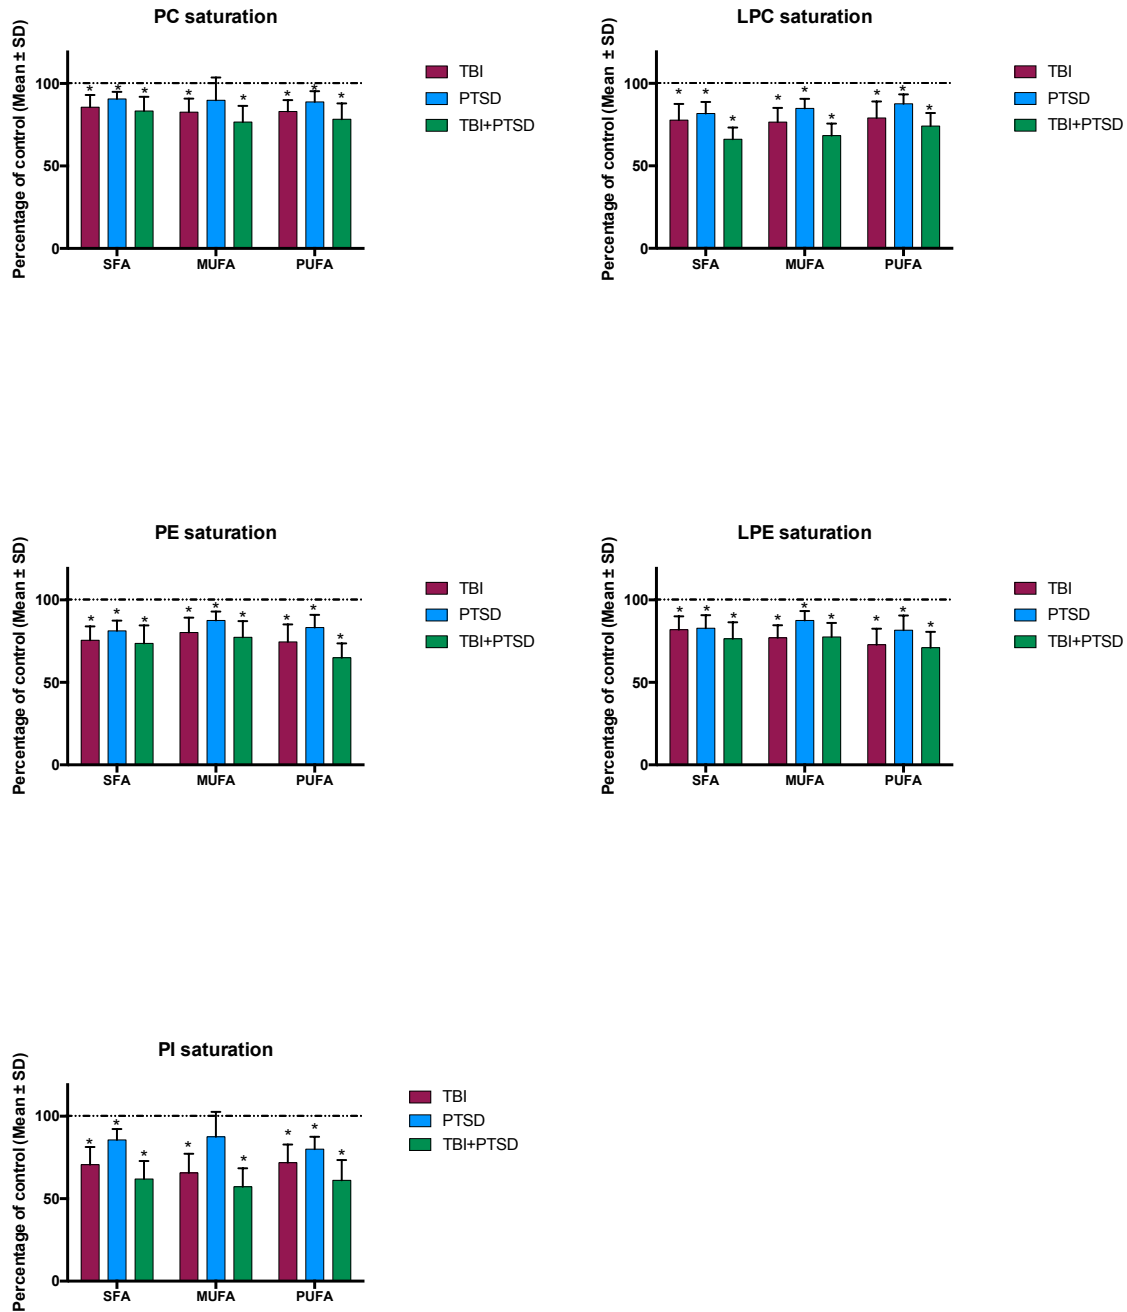 PC saturation
Percentage of control (Mean ± SD)
100
50
0
* * * * * * * *
SFA MUFA PUFA
TBI
PTSD
TBI+PTSD
LPC saturation
Percentage of control (Mean ± SD)
100
50
0
* * * * * * * * *
SFA MUFA PUFA
TBI
PTSD
TBI+PTSD
PE saturation
Percentage of control (Mean ± SD)
100
50
0
* * * * * * * * *
SFA MUFA PUFA
TBI
PTSD
TBI+PTSD
LPE saturation
Percentage of control (Mean ± SD)
100
50
0
* * * * * * * * *
SFA MUFA PUFA
TBI
PTSD
TBI+PTSD
PI saturation
Percentage of control (Mean ± SD)
100
50
0
* * * * * * * *
SFA MUFA PUFA
TBI
PTSD
TBI+PTSD